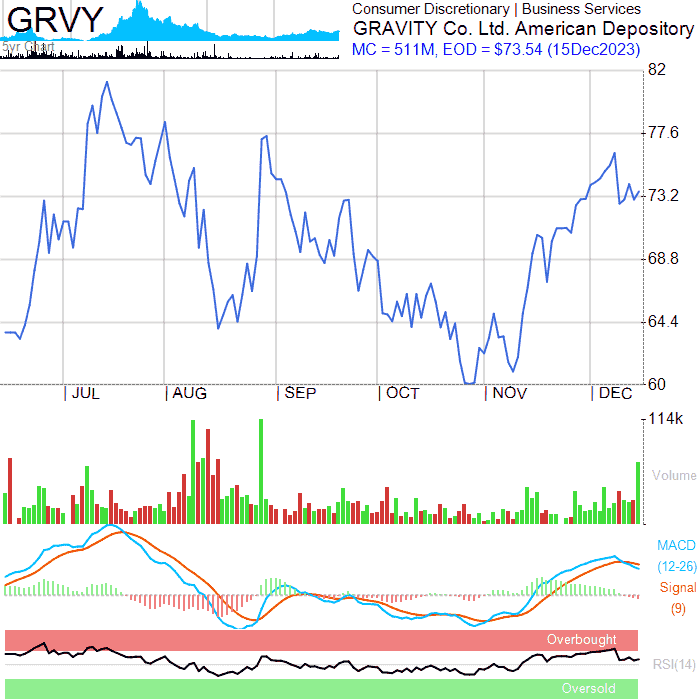 GRVY
Consumer Discretionary | Business Services
GRAVITY Co. Ltd. American Depository
MC = 511M, EOD = $73.54 (15Dec2023)
5yr Chart
82
77.6
73.2
68.8
64.4
60
JUL AUG SEP OCT NOV DEC
114k
Volume
MACD
(12-26)
Signal
(9)
Overbought
RSI(14)
Oversold